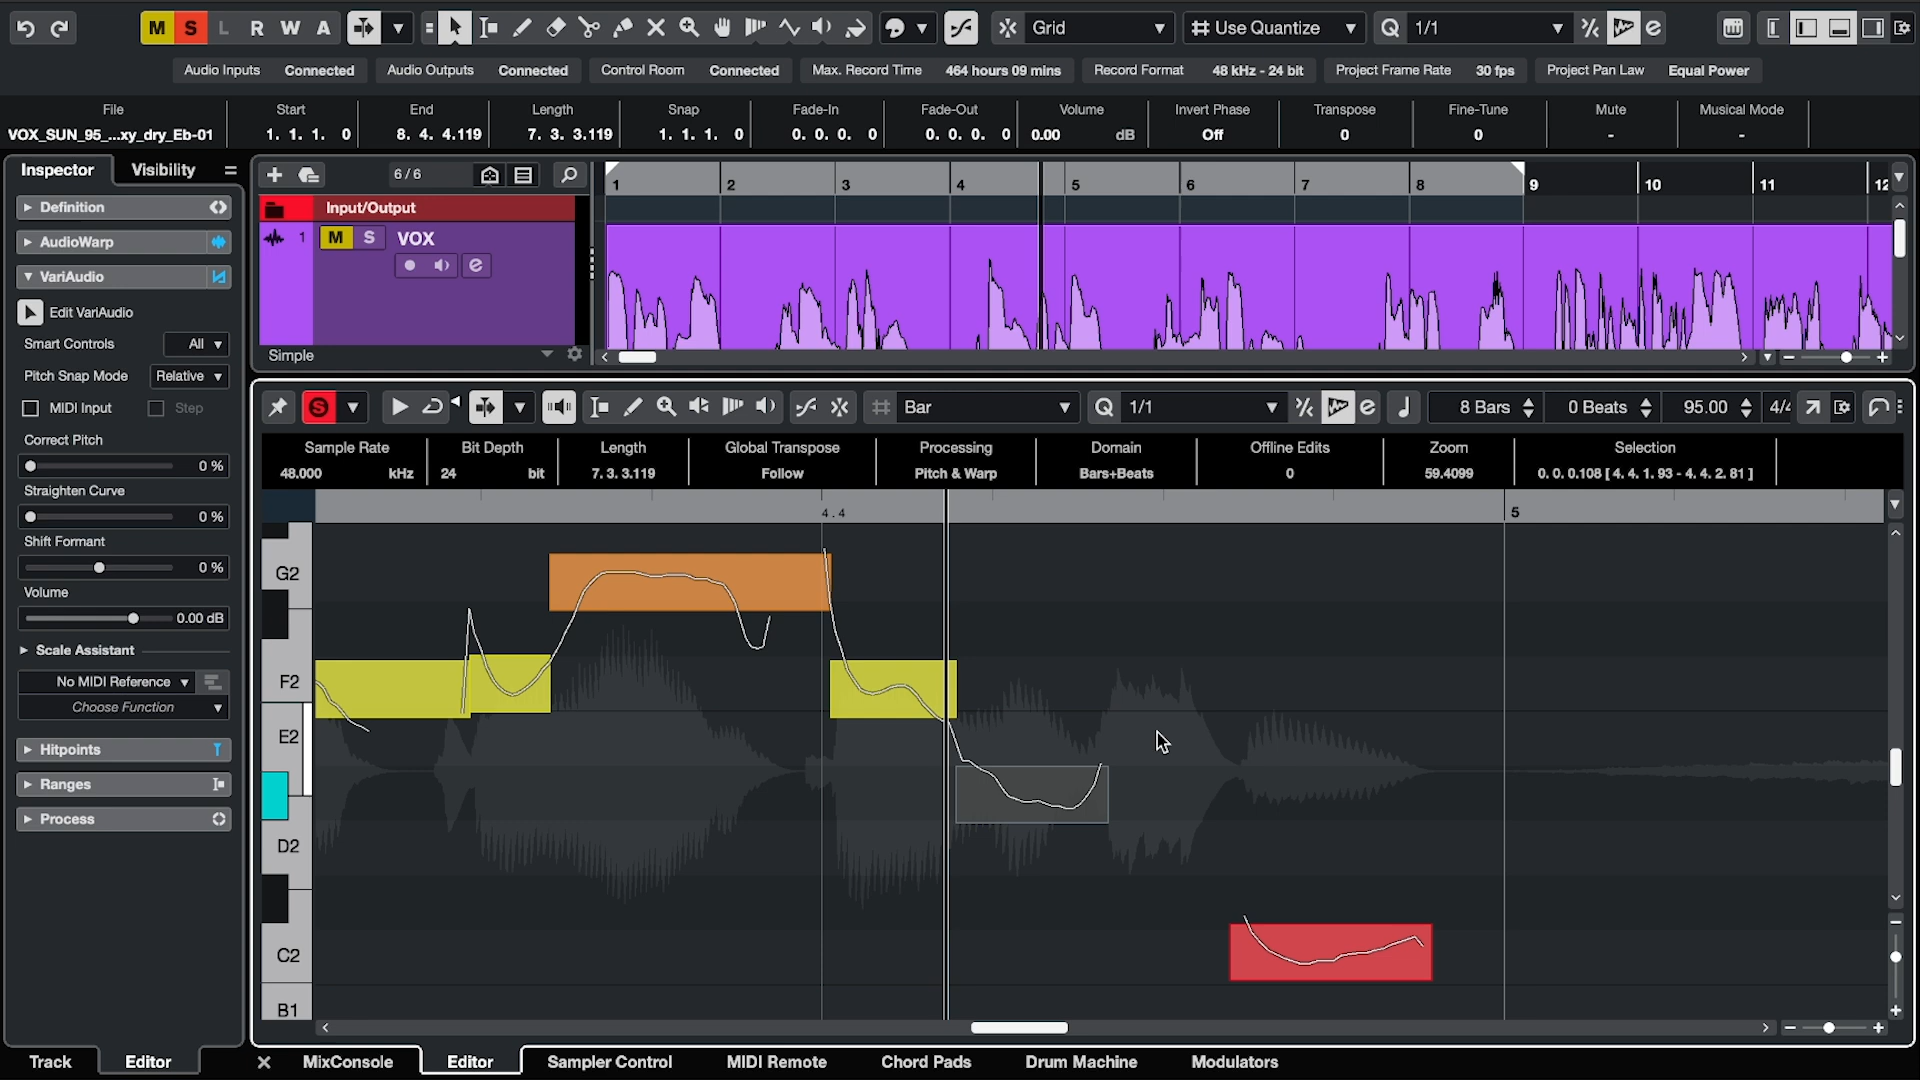 M S L R W A Grid Use Quantize Q 1/1 e
Audio Inputs Connected Audio Outputs Connected Control Room Connected Max. Record Time 464 hours 09 mins Record Format 48 kHz - 24 bit Project Frame Rate 30 fps Project Pan Law Equal Power
File Start End Length Snap Fade-In Fade-Out Volume Invert Phase Transpose Fine-Tune Mute Musical Mode
VOX_SUN_95_...xy_dry_Eb-01 1. 1. 1. 0 8. 4. 4.119 7. 3. 3.119 1. 1. 1. 0 0. 0. 0. 0 0. 0. 0. 0 0.00 dB Off 0 0 - -
Inspector Visibility
6/6
1 2 3 4 5 6 7 8 9 10 11 12
Definition
Input/Output
AudioWarp
1 M S VOX
e
VariAudio
Edit VariAudio
Smart Controls All
Simple
Pitch Snap Mode Relative
MIDI Input Step
S Bar Q 1/1 e 8 Bars 0 Beats 95.00 4/4
Correct Pitch
0 %
Straighten Curve
0 %
Shift Formant
0 %
Volume
0.00 dB
Scale Assistant
No MIDI Reference
Choose Function
Hitpoints
Ranges
Process
Sample Rate Bit Depth Length Global Transpose Processing Domain Offline Edits Zoom Selection
48.000 kHz 24 bit 7. 3. 3.119 Follow Pitch & Warp Bars+Beats 0 59.4099 0. 0. 0.108 [ 4. 4. 1. 93 - 4. 4. 2. 81 ]
4.4 5
G2
F2
E2
D2
C2
B1
Track Editor MixConsole Editor Sampler Control MIDI Remote Chord Pads Drum Machine Modulators